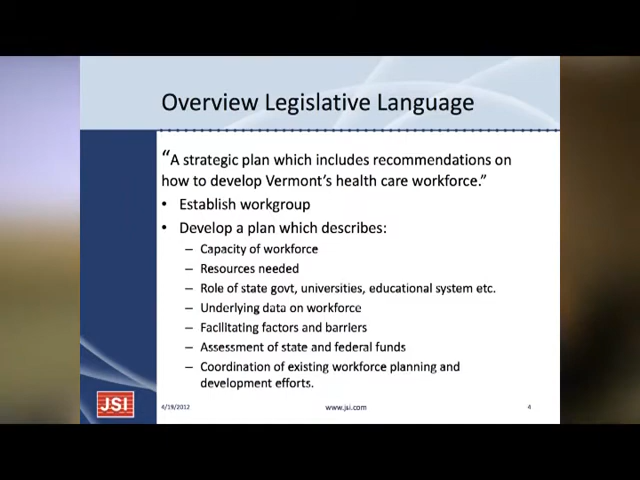 Overview Legislative Language
“A strategic plan which includes recommendations on
how to develop Vermont’s health care workforce.”
• Establish workgroup
• Develop a plan which describes:
– Capacity of workforce
– Resources needed
– Role of state govt, universities, educational system etc.
– Underlying data on workforce
– Facilitating factors and barriers
– Assessment of state and federal funds
– Coordination of existing workforce planning and
development efforts.
JSI
4/19/2012
www.jsi.com
4